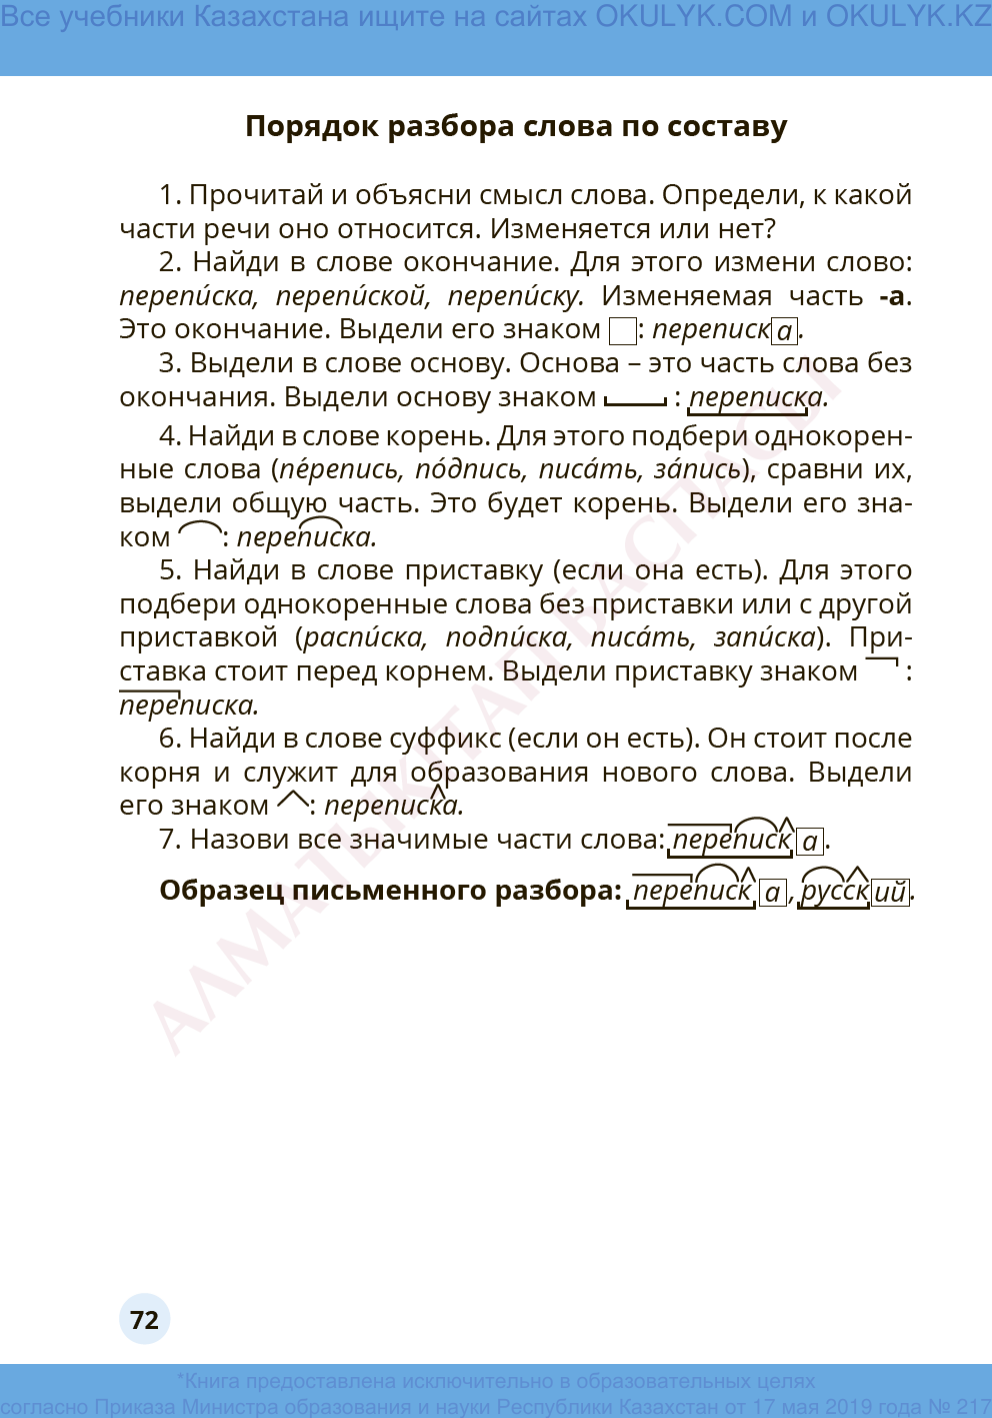 Все учебники Казахстана ищите на сайтах OKULYK.COM и OKULYK.KZ
Порядок разбора слова по составу
1. Прочитай и объясни смысл слова. Определи, к какой
части речи оно относится. Изменяется или нет?
2. Найди в слове окончание. Для этого измени слово:
перепи́ска, перепи́ской, перепи́ску. Изменяемая часть -а.
Это окончание. Выдели его знаком : переписка.
3. Выдели в слове основу. Основа – это часть слова без
окончания. Выдели основу знаком : переписка.
4. Найди в слове корень. Для этого подбери однокорен-
ные слова (пе́репись, по́дпись, писа́ть, за́пись), сравни их,
выдели общую часть. Это будет корень. Выдели его зна-
ком : переписка.
5. Найди в слове приставку (если она есть). Для этого
подбери однокоренные слова без приставки или с другой
приставкой (распи́ска, подпи́ска, писа́ть, запи́ска). При-
ставка стоит перед корнем. Выдели приставку знаком :
переписка.
6. Найди в слове суффикс (если он есть). Он стоит после
корня и служит для образования нового слова. Выдели
его знаком : переписка.
7. Назови все значимые части слова: переписка.
Образец письменного разбора: переписка, русский.
АЛМАТЫКІТАП БАСПАСЫ
72
*Книга предоставлена исключительно в образовательных целях
согласно Приказа Министра образования и науки Республики Казахстан от 17 мая 2019 года № 217